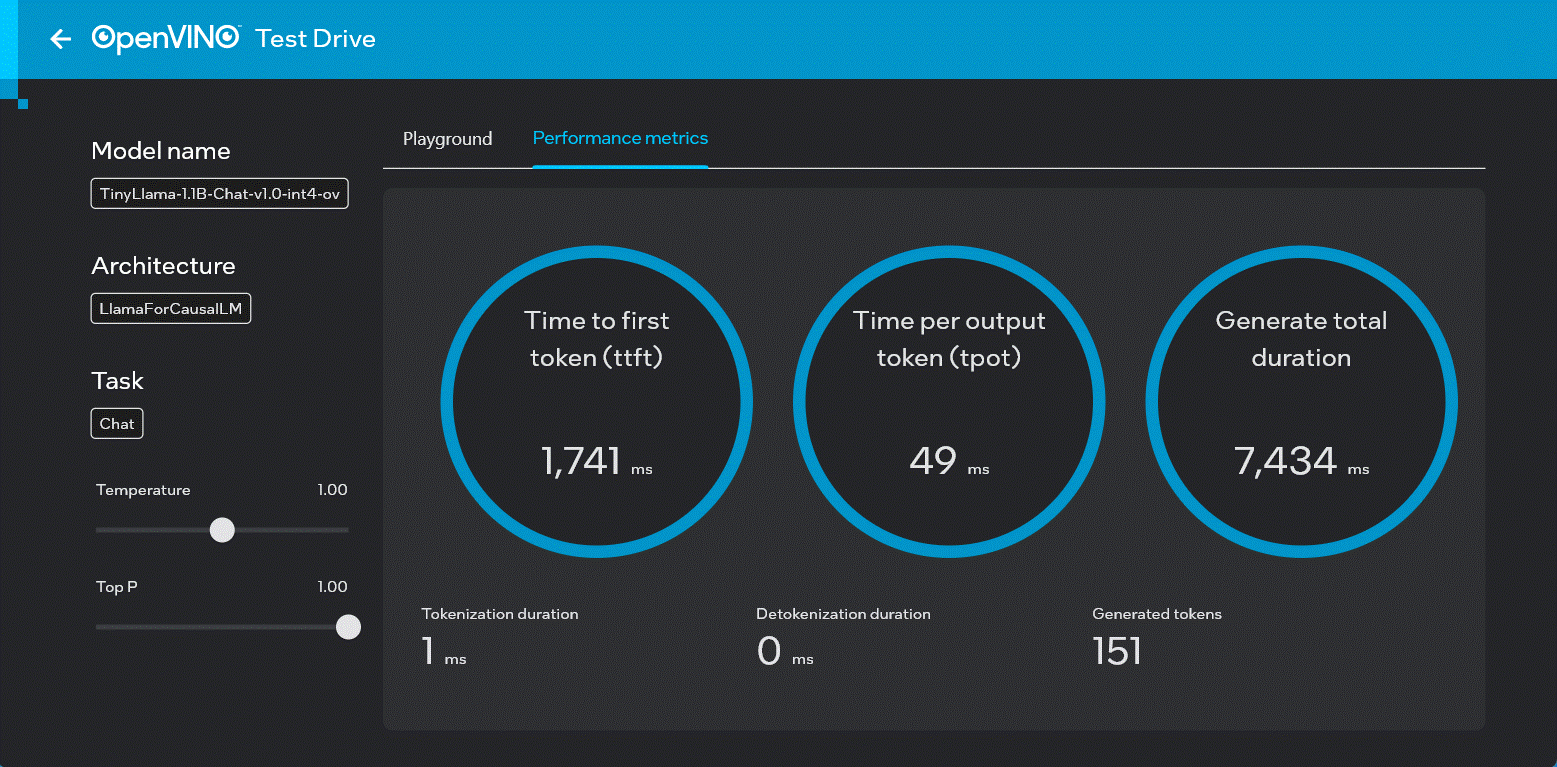 OpenVINO™ Test Drive
Model name
TinyLlama-1.1B-Chat-v1.0-int4-ov
Architecture
LlamaForCausalLM
Task
Chat
Temperature 1.00
Top P 1.00
Playground Performance metrics
Time to first
token (ttft)
1,741 ms
Time per output
token (tpot)
49 ms
Generate total
duration
7,434 ms
Tokenization duration
1 ms
Detokenization duration
0 ms
Generated tokens
151